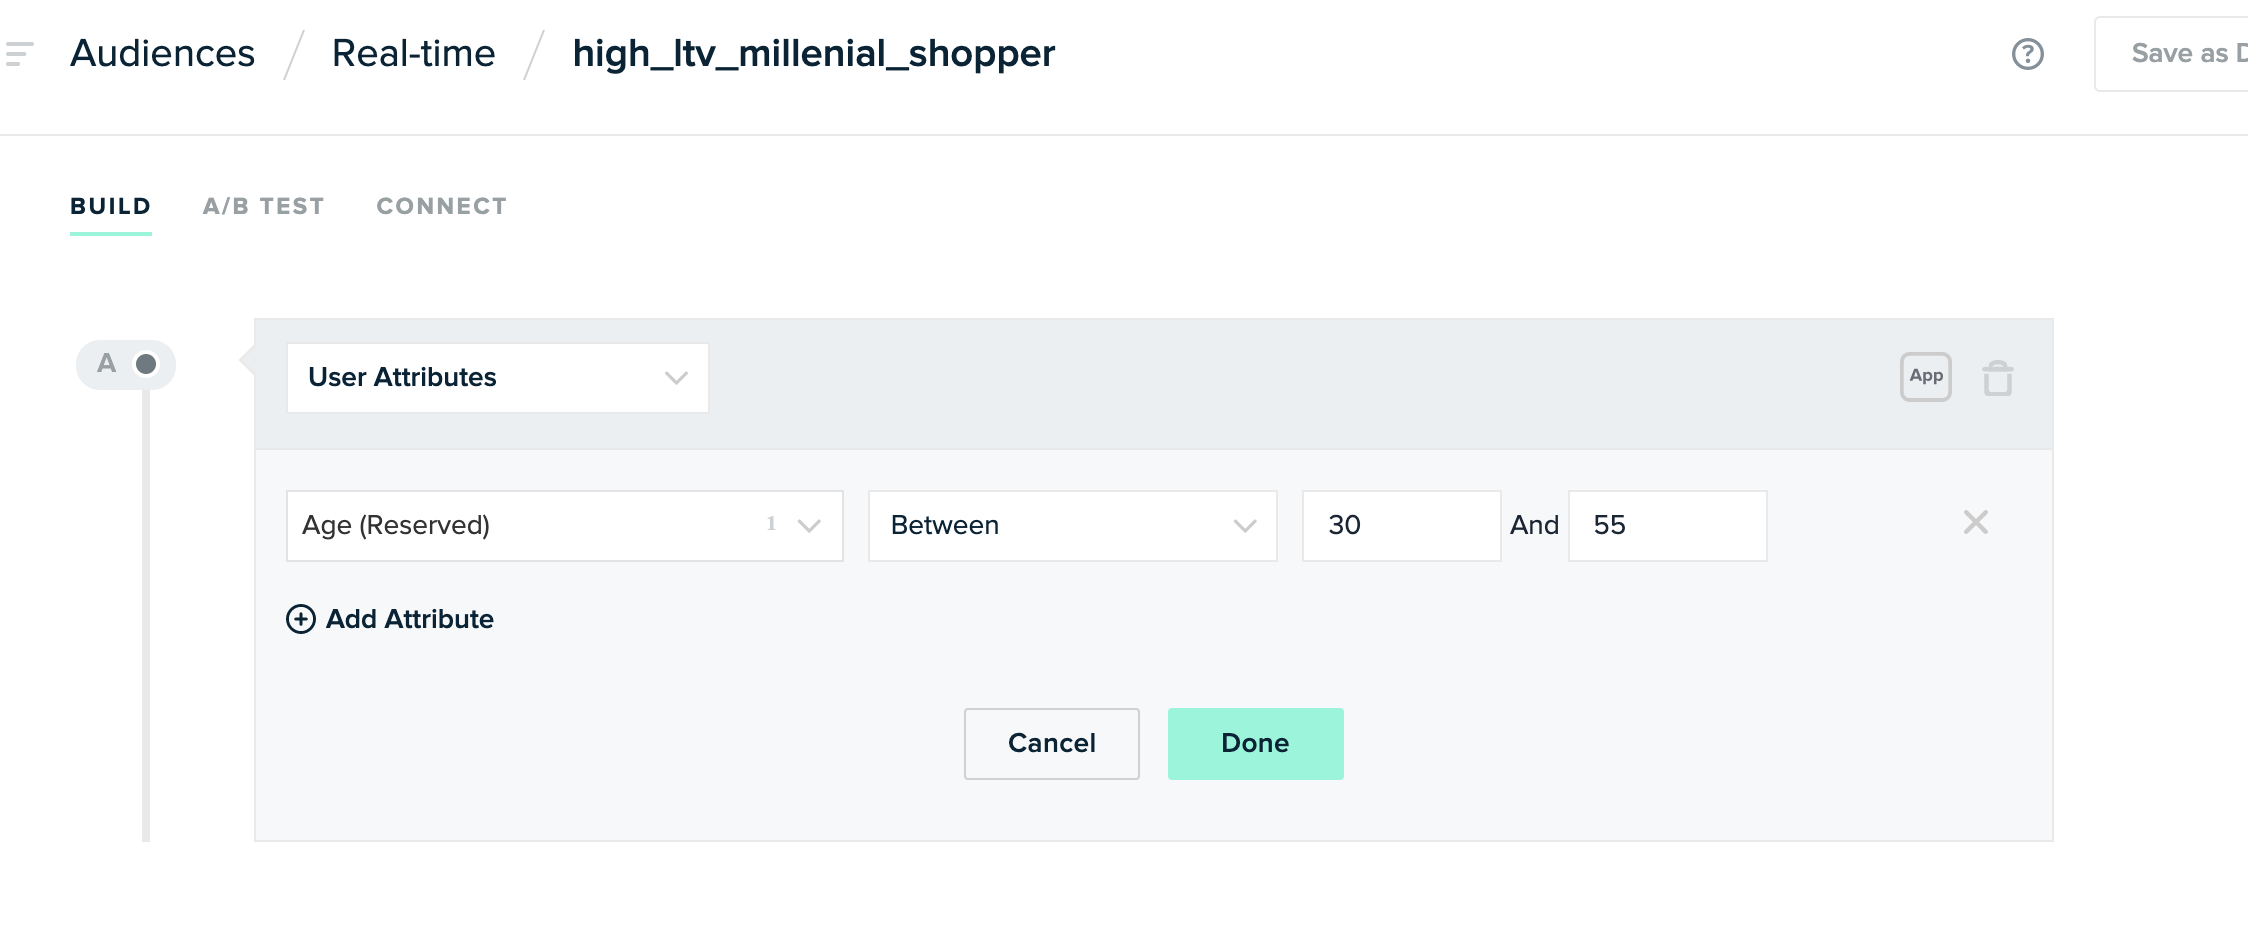 Audiences / Real-time / high_ltv_millenial_shopper
? Save as D
BUILD A/B TEST CONNECT
A User Attributes App
Age (Reserved) 1 Between 30 And 55
Add Attribute
Cancel Done